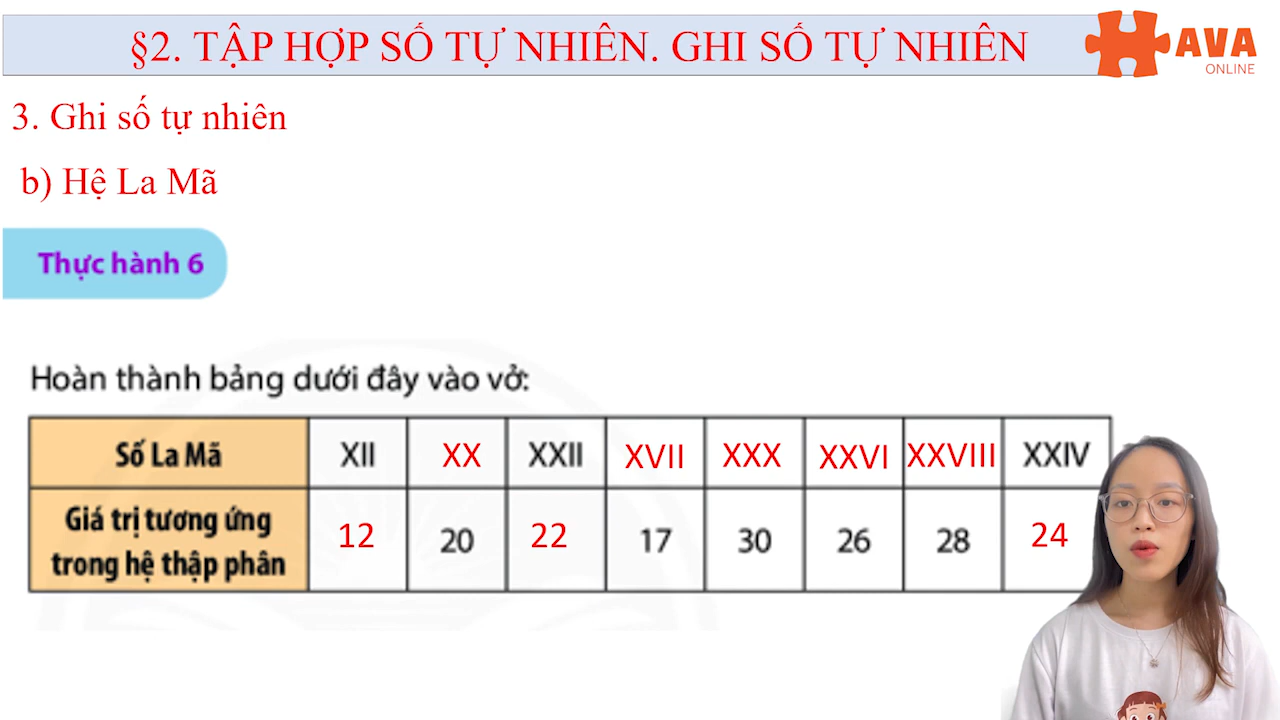 §2. TẬP HỢP SỐ TỰ NHIÊN. GHI SỐ TỰ NHIÊN
AVA
ONLINE
3. Ghi số tự nhiên
b) Hệ La Mã
Thực hành 6
Hoàn thành bảng dưới đây vào vở:
Số La Mã XII XX XXII XVII XXX XXVI XXVIII XXIV
Giá trị tương ứng
trong hệ thập phân 12 20 22 17 30 26 28 24